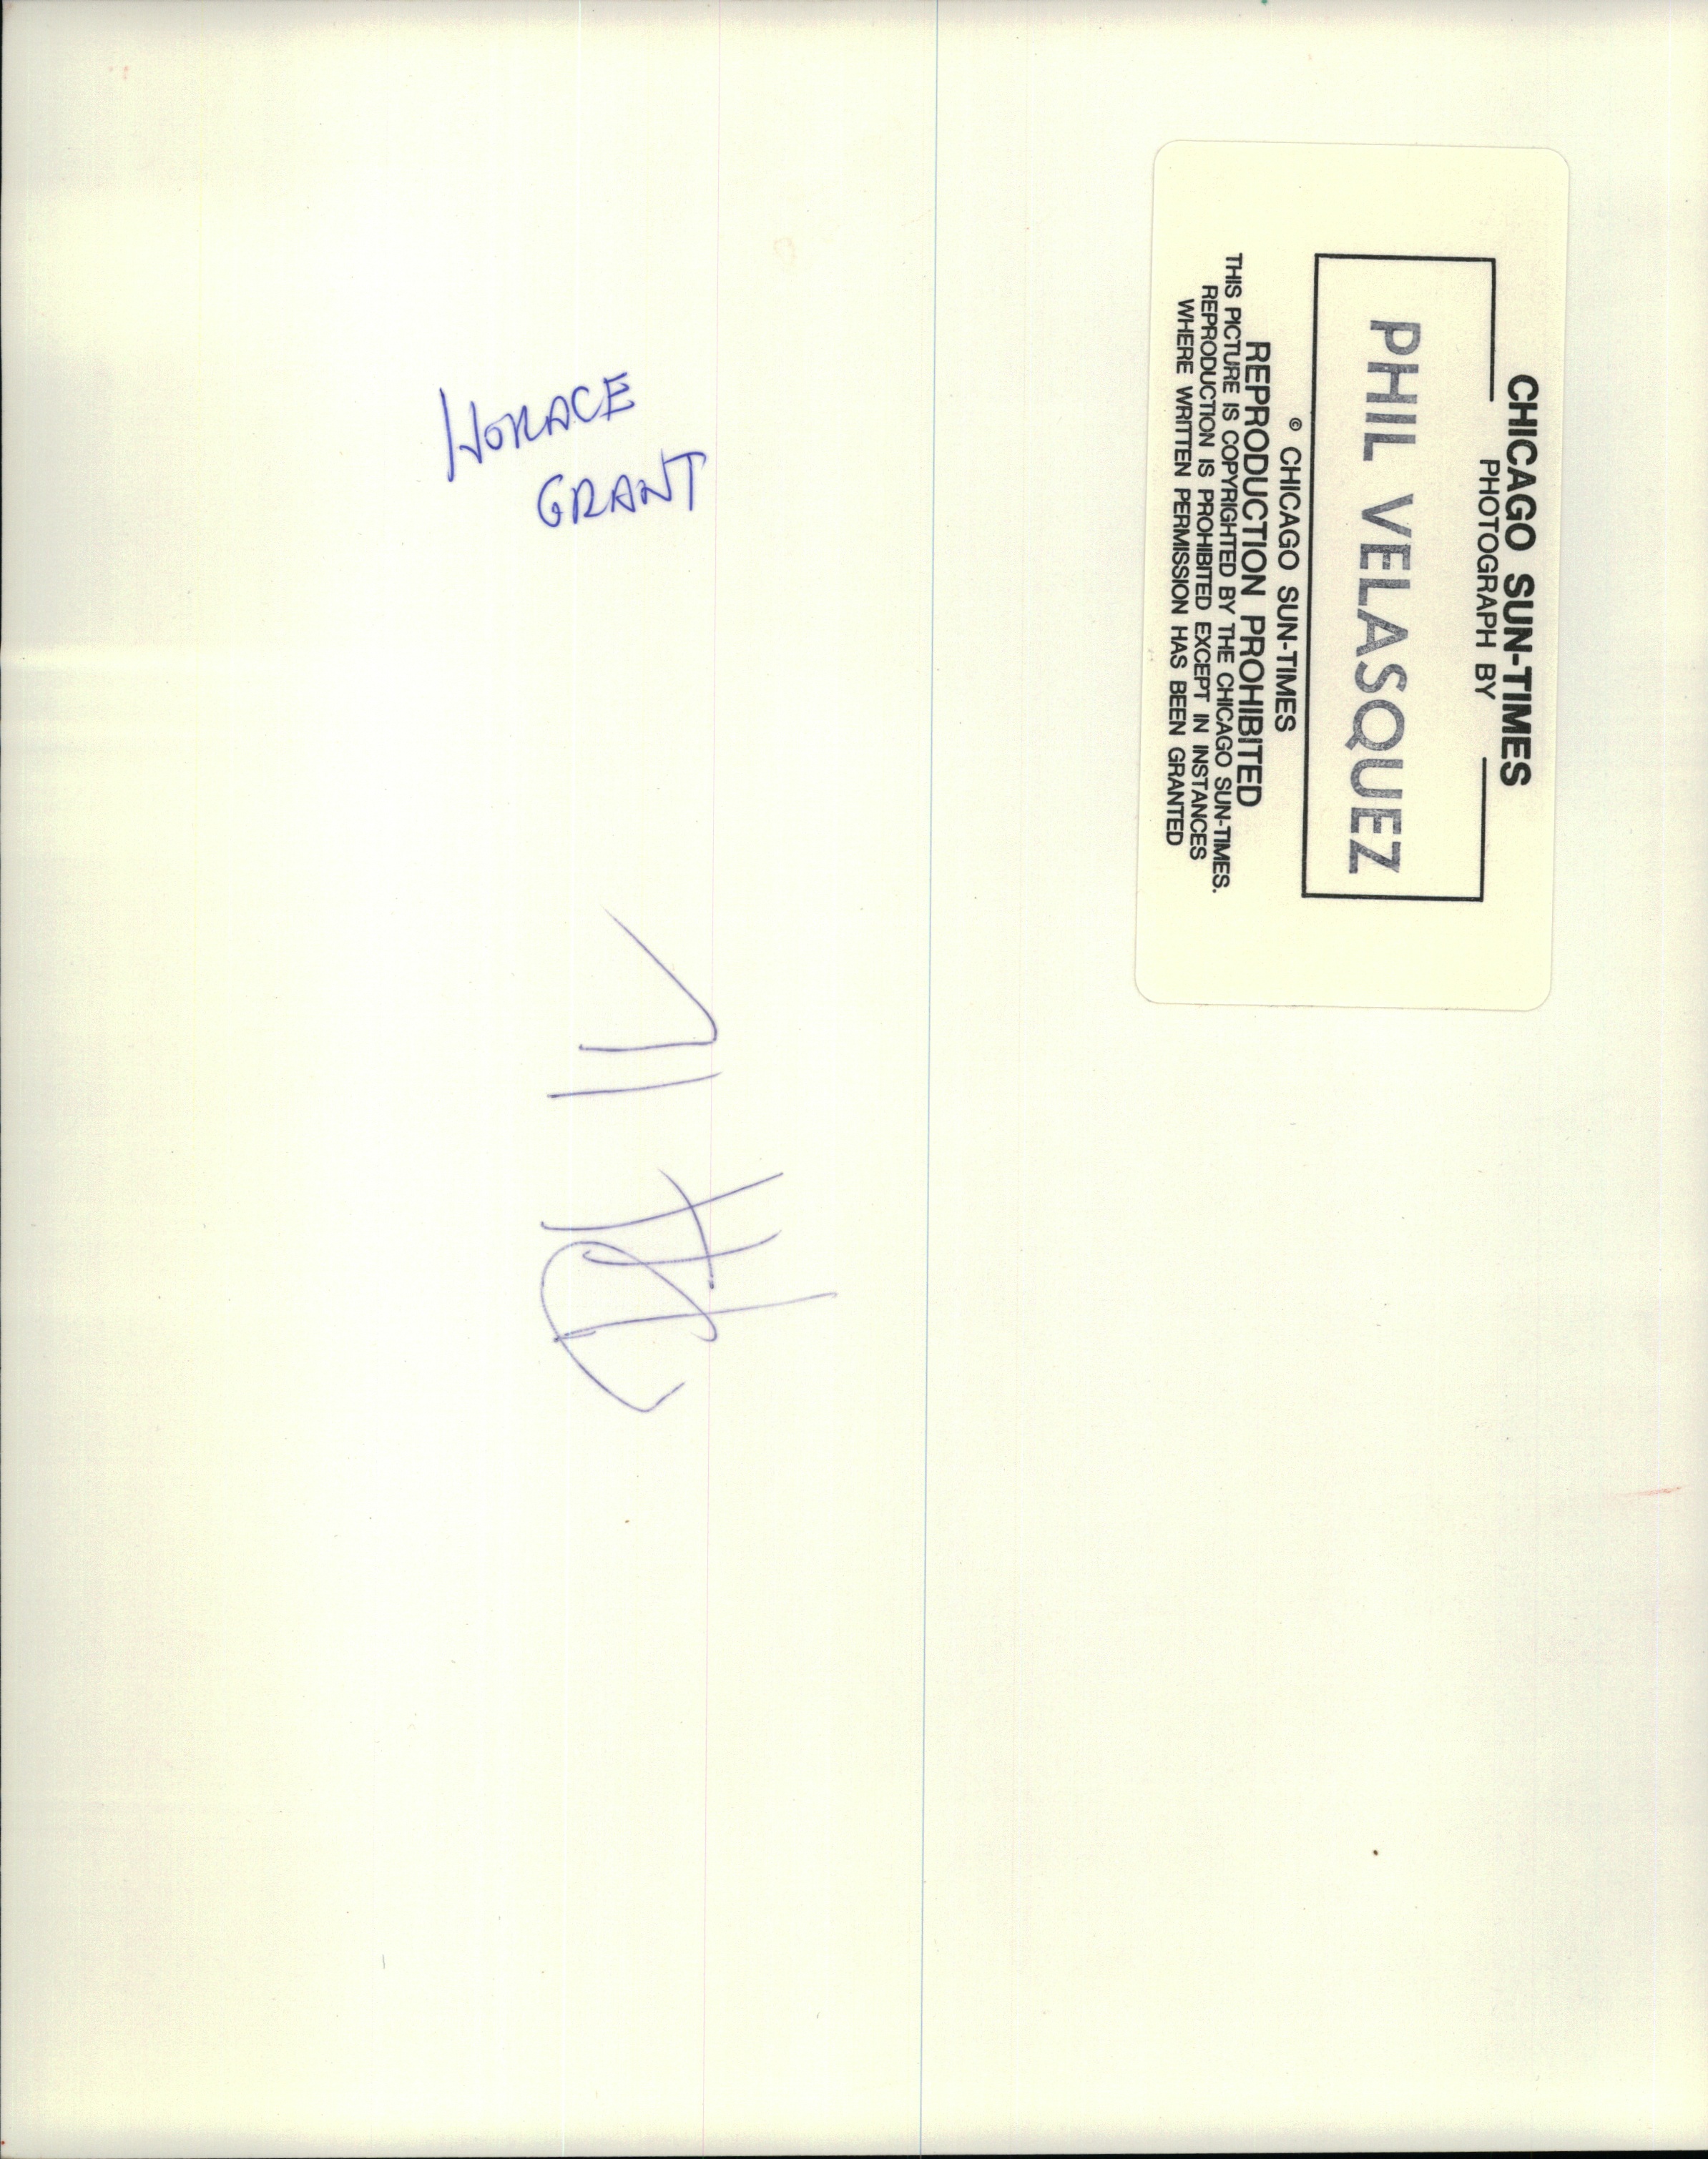 CHICAGO SUN-TIMES
PHOTOGRAPH BY
PHIL VELASQUEZ
© CHICAGO SUN-TIMES
REPRODUCTION PROHIBITED
THIS PICTURE IS COPYRIGHTED BY THE CHICAGO SUN-TIMES.
REPRODUCTION IS PROHIBITED EXCEPT IN INSTANCES
WHERE WRITTEN PERMISSION HAS BEEN GRANTED
HORACE
GRANT